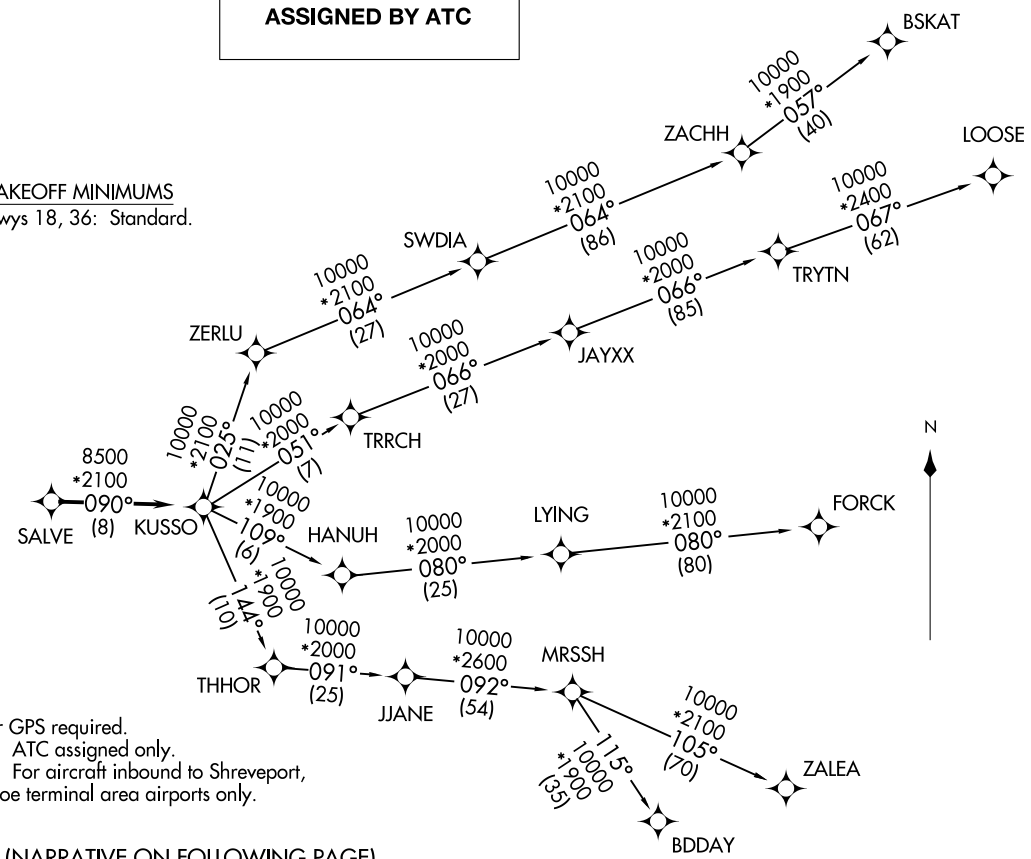 ASSIGNED BY ATC
BSKAT
10000
*1900
057°
(40)
ZACHH
LOOSE
AKEOFF MINIMUMS
wys 18, 36: Standard.
10000
*2100
064°
(86)
10000
*2400
067°
(62)
SWDIA
TRYTN
10000
*2100
064°
(27)
10000
*2000
066°
(85)
ZERLU
10000
*2000
066°
(27)
JAYXX
10000
*2100
025°
(11)
10000
*2000
051°
(7)
TRRCH
N
8500
*2100
090°
(8)
SALVE
KUSSO
10000
*1900
109°
(6)
HANUH
10000
*2000
080°
(25)
LYING
10000
*2100
080°
(80)
FORCK
10000
*1900
144°
(10)
THHOR
10000
*2000
091°
(25)
JJANE
10000
*2600
092°
(54)
MRSSH
10000
*2100
105°
(70)
ZALEA
115°
10000
*1900
(35)
BDDAY
r GPS required.
ATC assigned only.
For aircraft inbound to Shreveport,
oe terminal area airports only.
(NARRATIVE ON FOLLOWING PAGE)